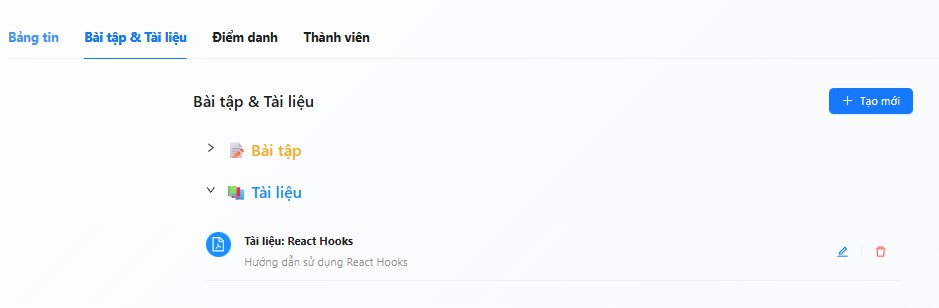 Bảng tin Bài tập & Tài liệu Điểm danh Thành viên
Bài tập & Tài liệu
+ Tạo mới
Bài tập
Tài liệu
Tài liệu: React Hooks
Hướng dẫn sử dụng React Hooks